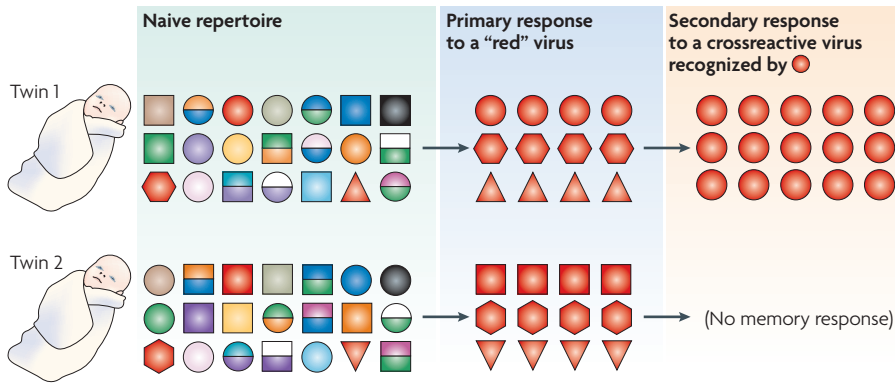 Naive repertoire
Primary response
to a “red” virus
Secondary response
to a crossreactive virus
recognized by
Twin 1
Twin 2
(No memory response)